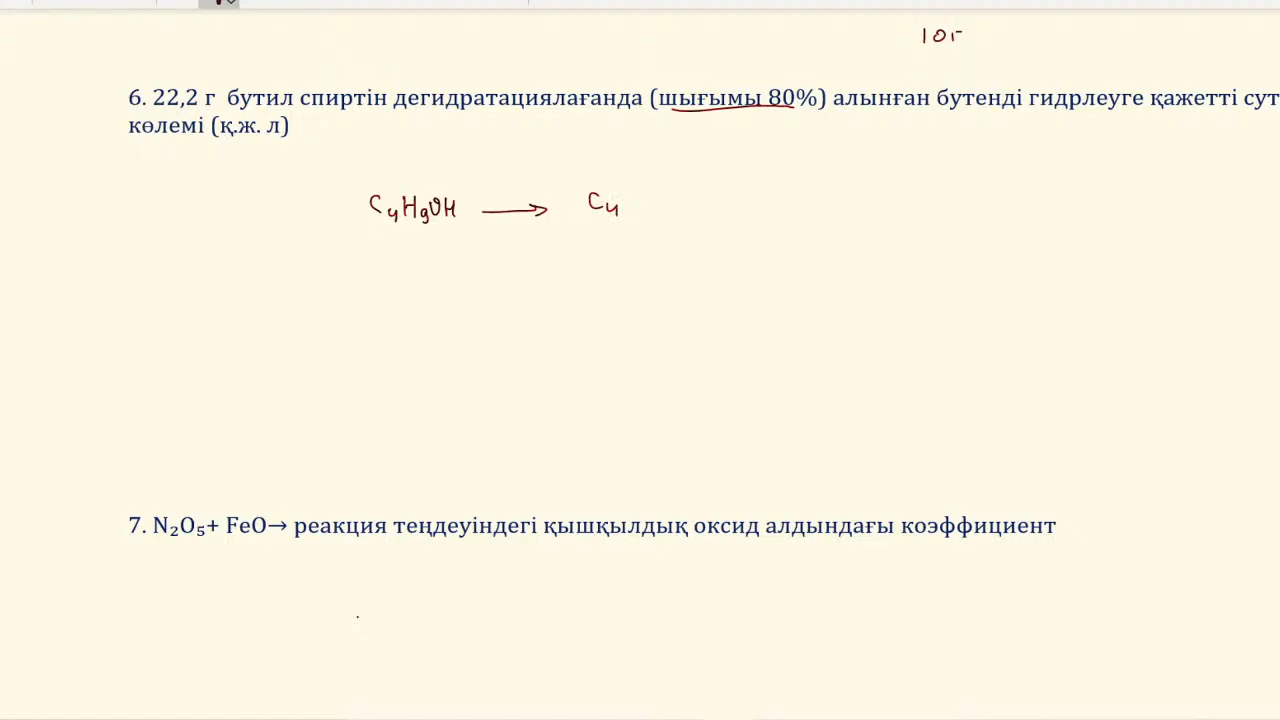 10г
6. 22,2 г бутил спиртін дегидратациялағанда (шығымы 80%) алынған бутенді гидрлеуге қажетті сут
көлемі (қ.ж. л)
C₄H₉OH ⟶ C₄
7. N₂O₅+ FeO→ реакция теңдеуіндегі қышқылдық оксид алдындағы коэффициент